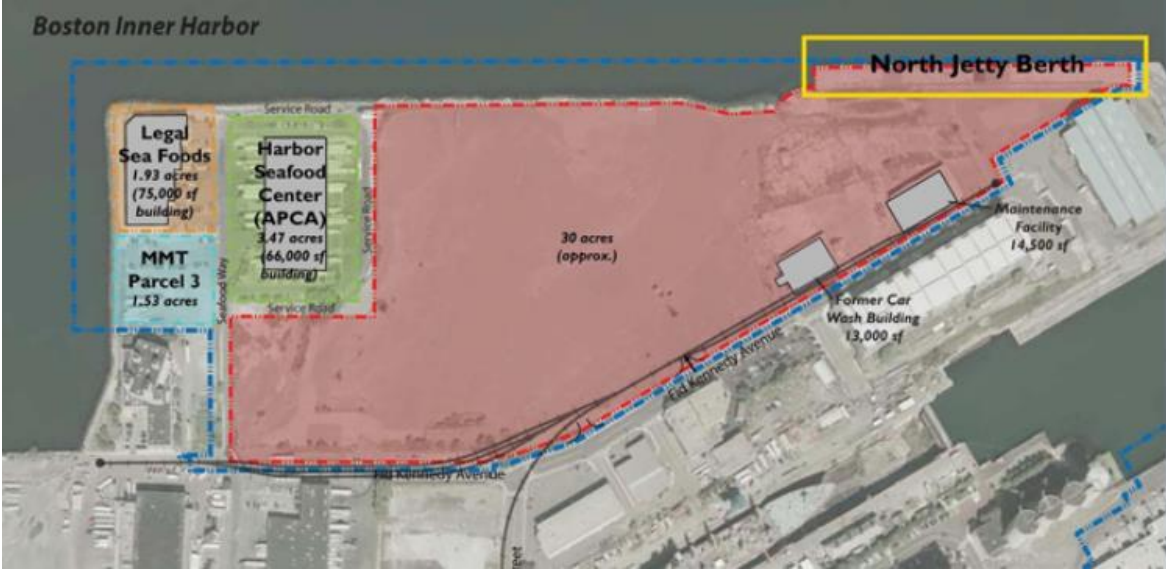 Boston Inner Harbor
North Jetty Berth
Service Road
Legal
Sea Foods
1.93 acres
(75,000 sf
building)
Harbor
Seafood
Center
(APCA)
3.47 acres
(66,000 sf
building)
Service Road
MMT
Parcel 3
1.53 acres
Seafood Way
Service Road
30 acres
(approx.)
Maintenance
Facility
14,500 sf
Former Car
Wash Building
13,000 sf
Fid Kennedy Avenue
Fid Kennedy Avenue